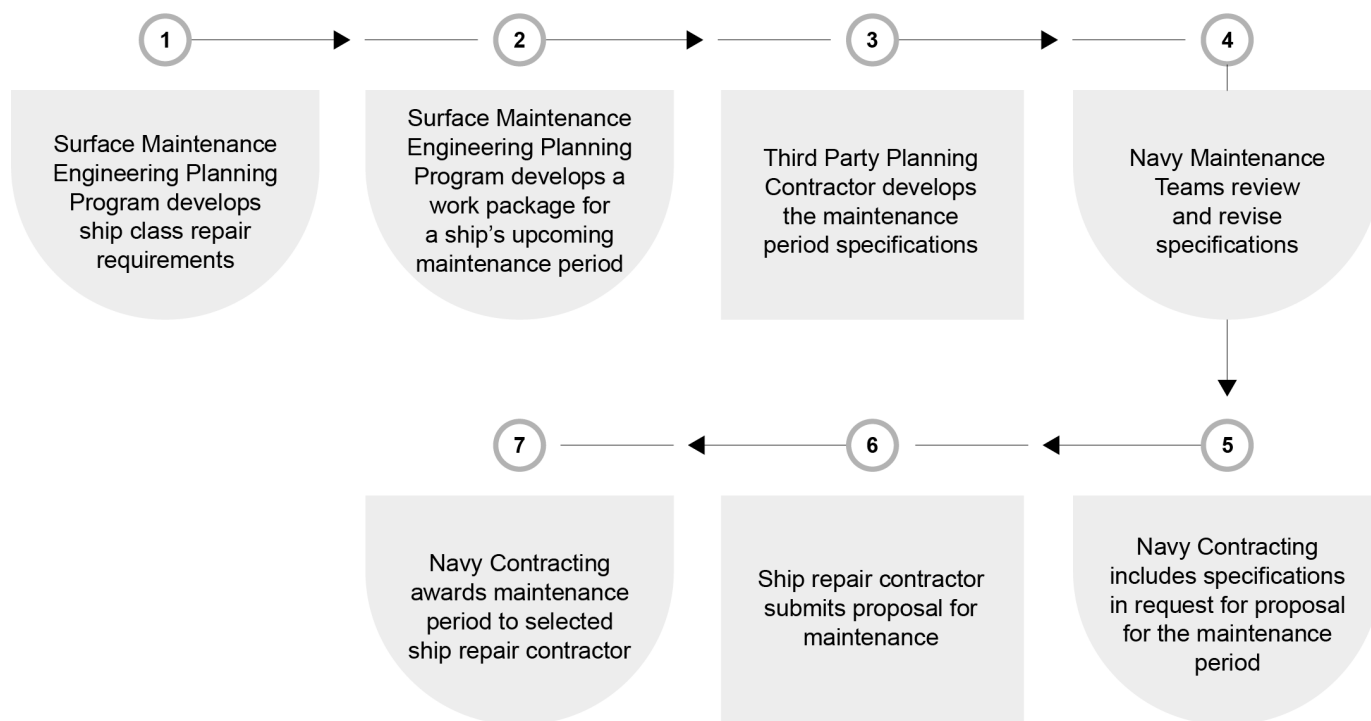 1
2
3
4
Surface Maintenance
Engineering Planning
Program develops
ship class repair
requirements
Surface Maintenance
Engineering Planning
Program develops a
work package for
a ship’s upcoming
maintenance period
Third Party Planning
Contractor develops
the maintenance
period specifications
Navy Maintenance
Teams review
and revise
specifications
5
Navy Contracting
includes specifications
in request for proposal
for the maintenance
period
6
Ship repair contractor
submits proposal for
maintenance
7
Navy Contracting
awards maintenance
period to selected
ship repair contractor